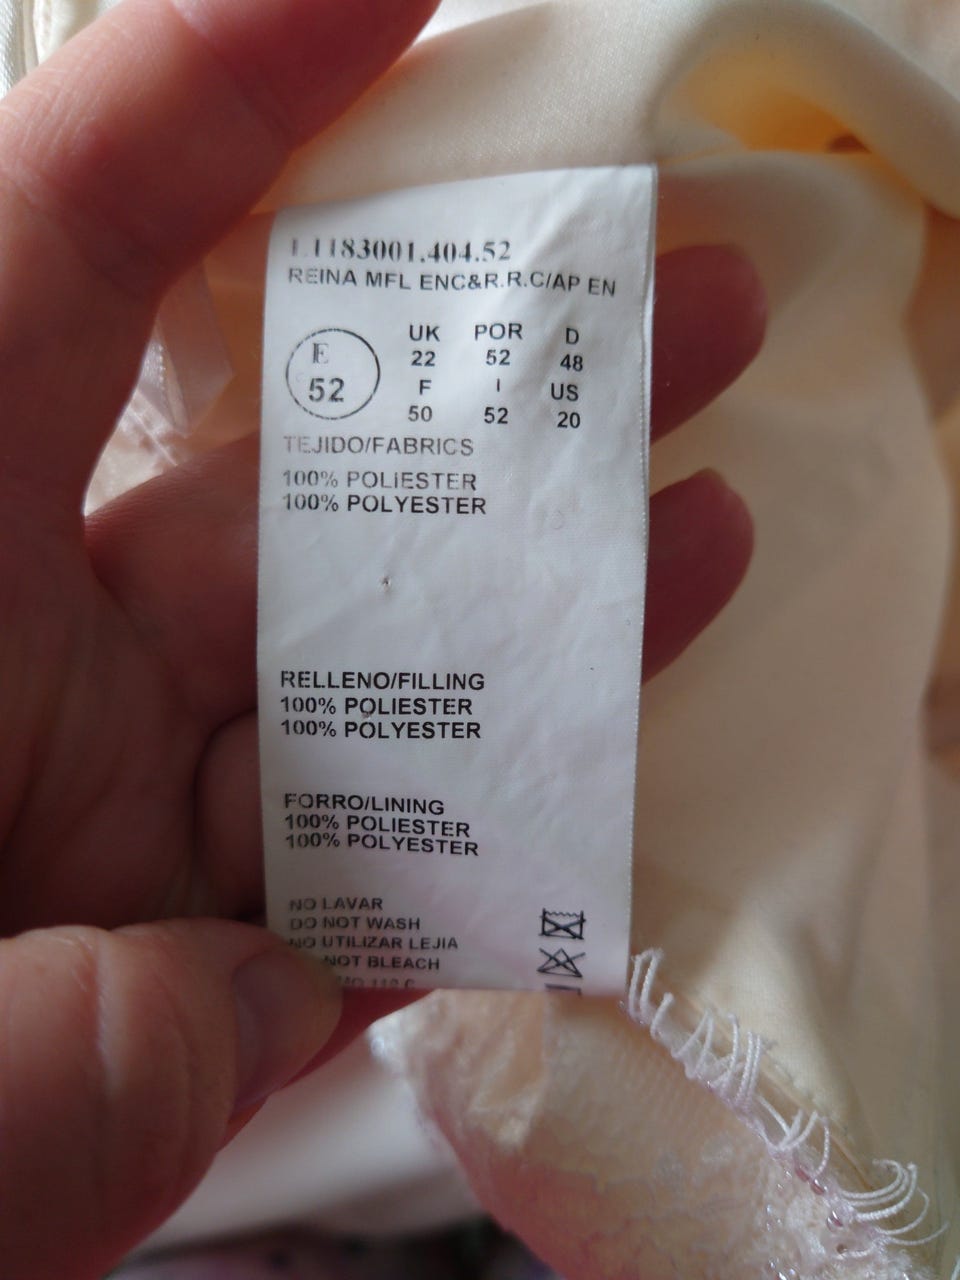 1.1183001.404.52
REINA MFL ENC&R.R.C/AP EN
E UK POR D
52 22 52 48
F I US
50 52 20
TEJIDO/FABRICS
100% POLIESTER
100% POLYESTER
RELLENO/FILLING
100% POLIESTER
100% POLYESTER
FORRO/LINING
100% POLIESTER
100% POLYESTER
NO LAVAR
DO NOT WASH
NO UTILIZAR LEJIA
NOT BLEACH